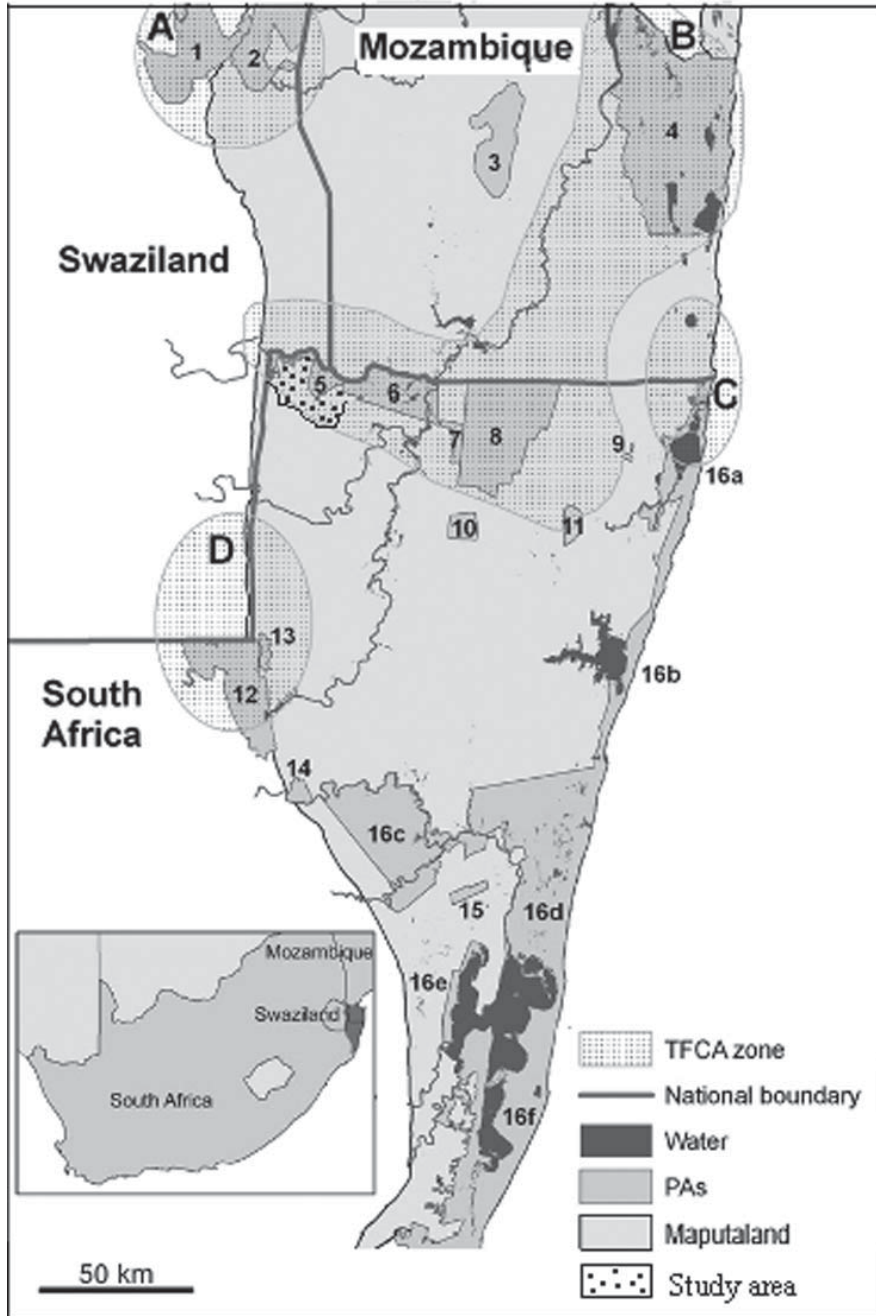 A
1
2
Mozambique
B
3
4
Swaziland
5
6
C
7
8
9
16a
10
11
D
13
16b
12
South
Africa
14
16c
15
16d
16e
16f
Mozambique
Swaziland
South Africa
TFCA zone
National boundary
Water
PAs
Maputaland
Study area
50 km